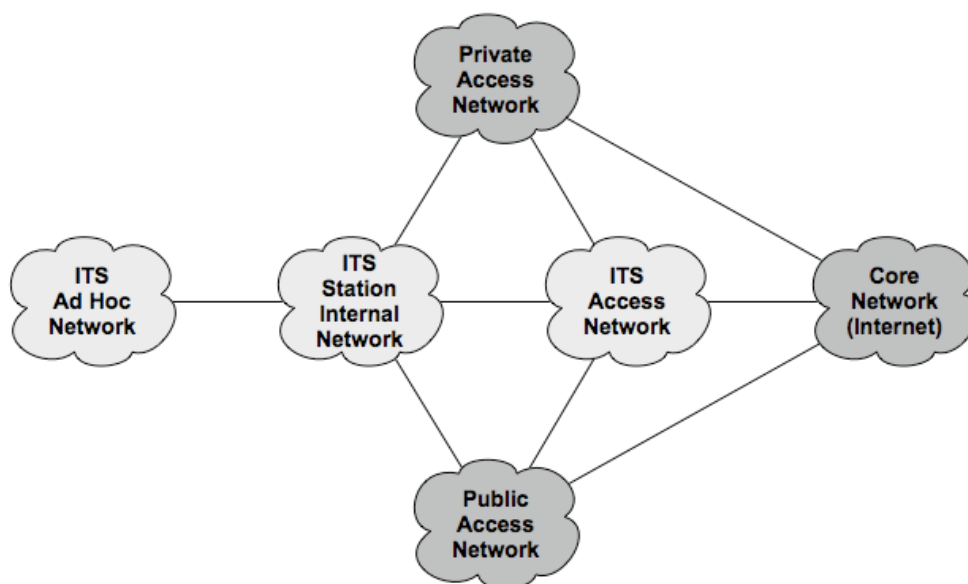 Private
Access
Network
ITS
Ad Hoc
Network
ITS
Station
Internal
Network
ITS
Access
Network
Core
Network
(Internet)
Public
Access
Network